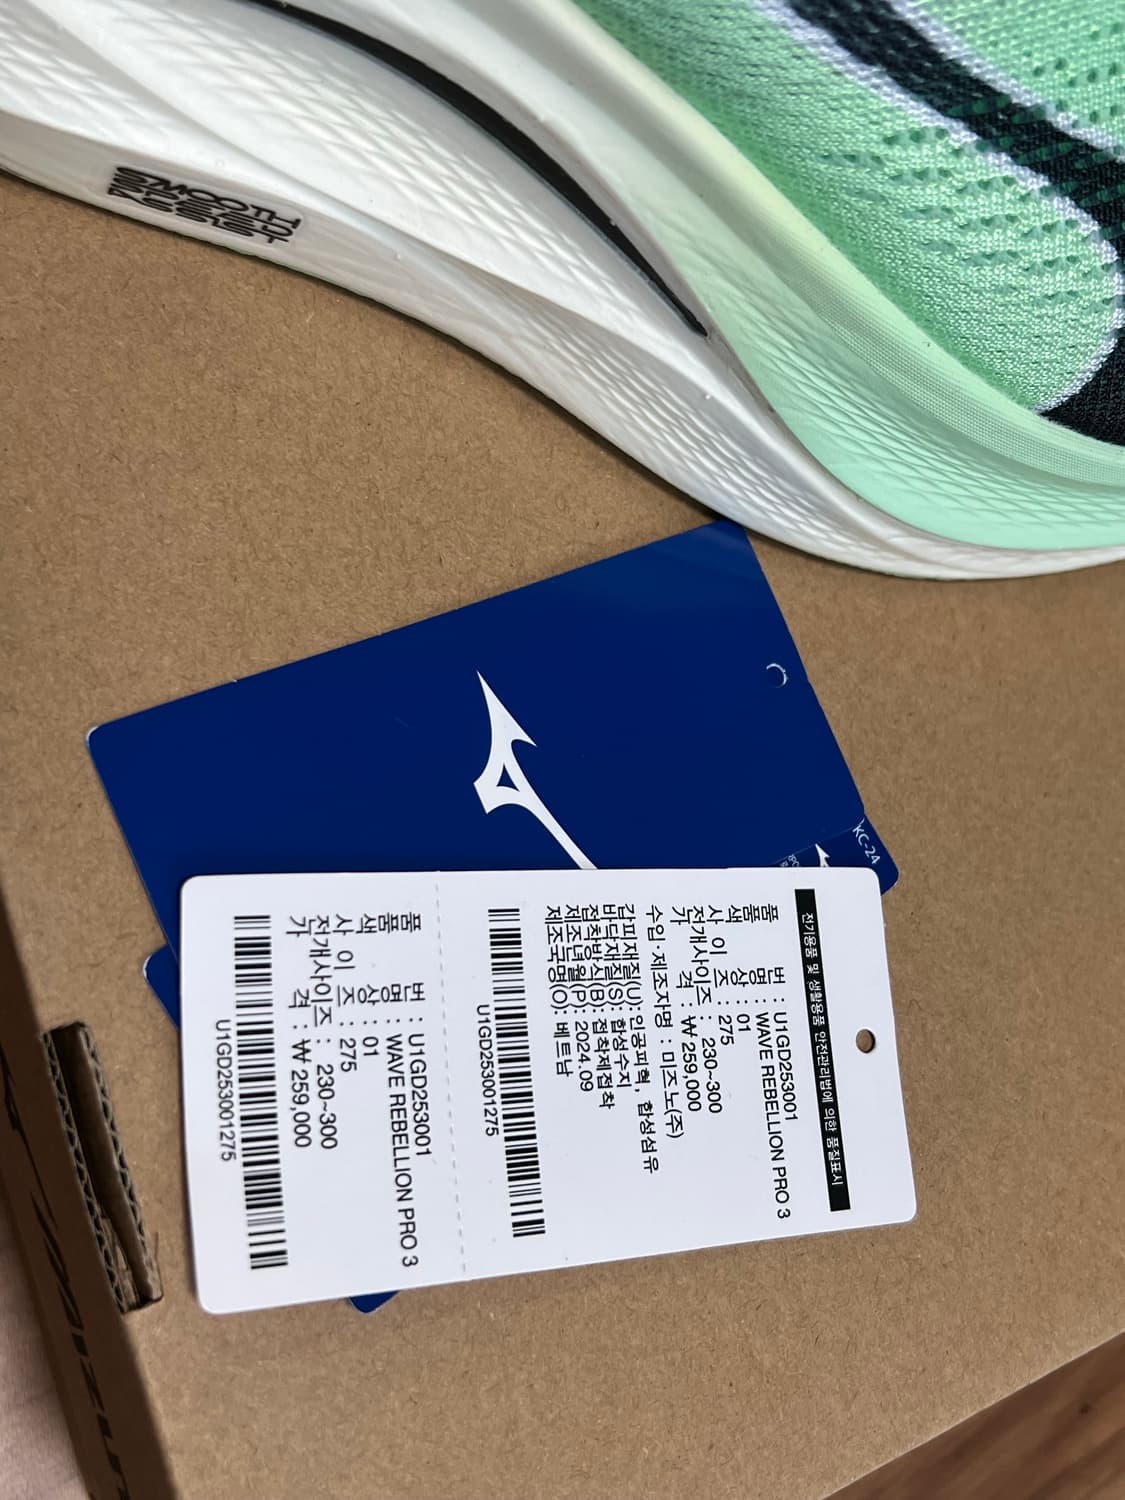 전기용품 및 생활용품 안전관리법에 의한 품질표시
품 번 : U1GD253001
품 명 : WAVE REBELLION PRO 3
색 상 : 01
사 이 즈 : 275
전개사이즈 : 230~300
가 격 : ₩ 259,000
수입·제조자명 : 미즈노(주)
갑피재질(U): 인공피혁, 합성섬유
바닥재질(S): 합성수지
접착방식(B): 접착제접착
제조년월(P): 2024.09
제조국명(O): 베트남
U1GD253001275
품 번 : U1GD253001
품 명 : WAVE REBELLION PRO 3
색 상 : 01
사 이 즈 : 275
전개사이즈 : 230~300
가 격 : ₩ 259,000
U1GD253001275
KC-24